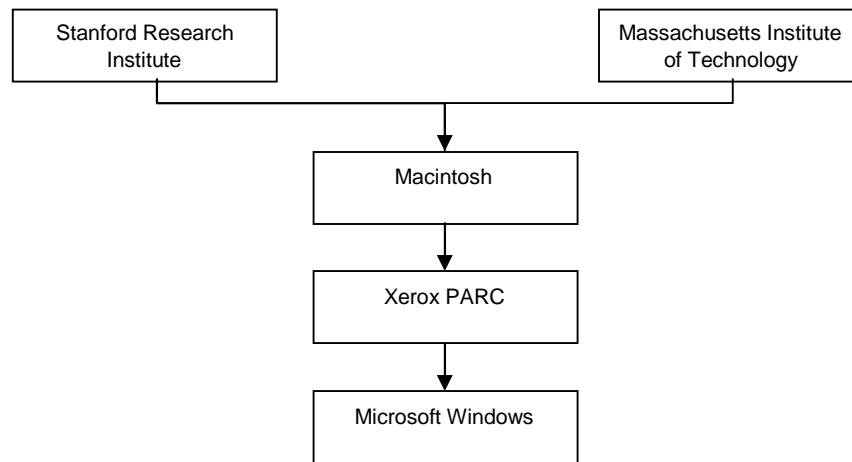 Stanford Research
Institute
Massachusetts Institute
of Technology
Macintosh
Xerox PARC
Microsoft Windows